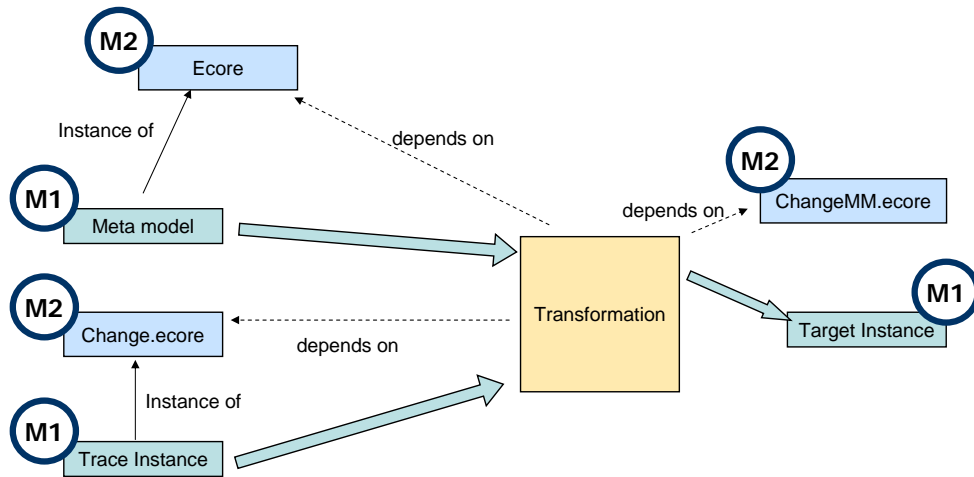 M2
Ecore
Instance of
depends on
M1
Meta model
M2
ChangeMM.ecore
depends on
M2
Change.ecore
depends on
Transformation
M1
Target Instance
Instance of
M1
Trace Instance